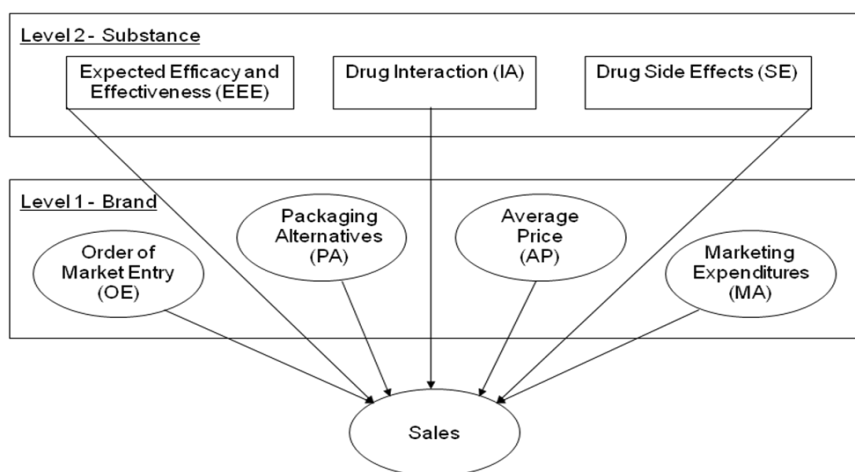 Level 2 - Substance
Expected Efficacy and
Effectiveness (EEE)
Drug Interaction (IA)
Drug Side Effects (SE)
Level 1 - Brand
Order of
Market Entry
(OE)
Packaging
Alternatives
(PA)
Average
Price
(AP)
Marketing
Expenditures
(MA)
Sales